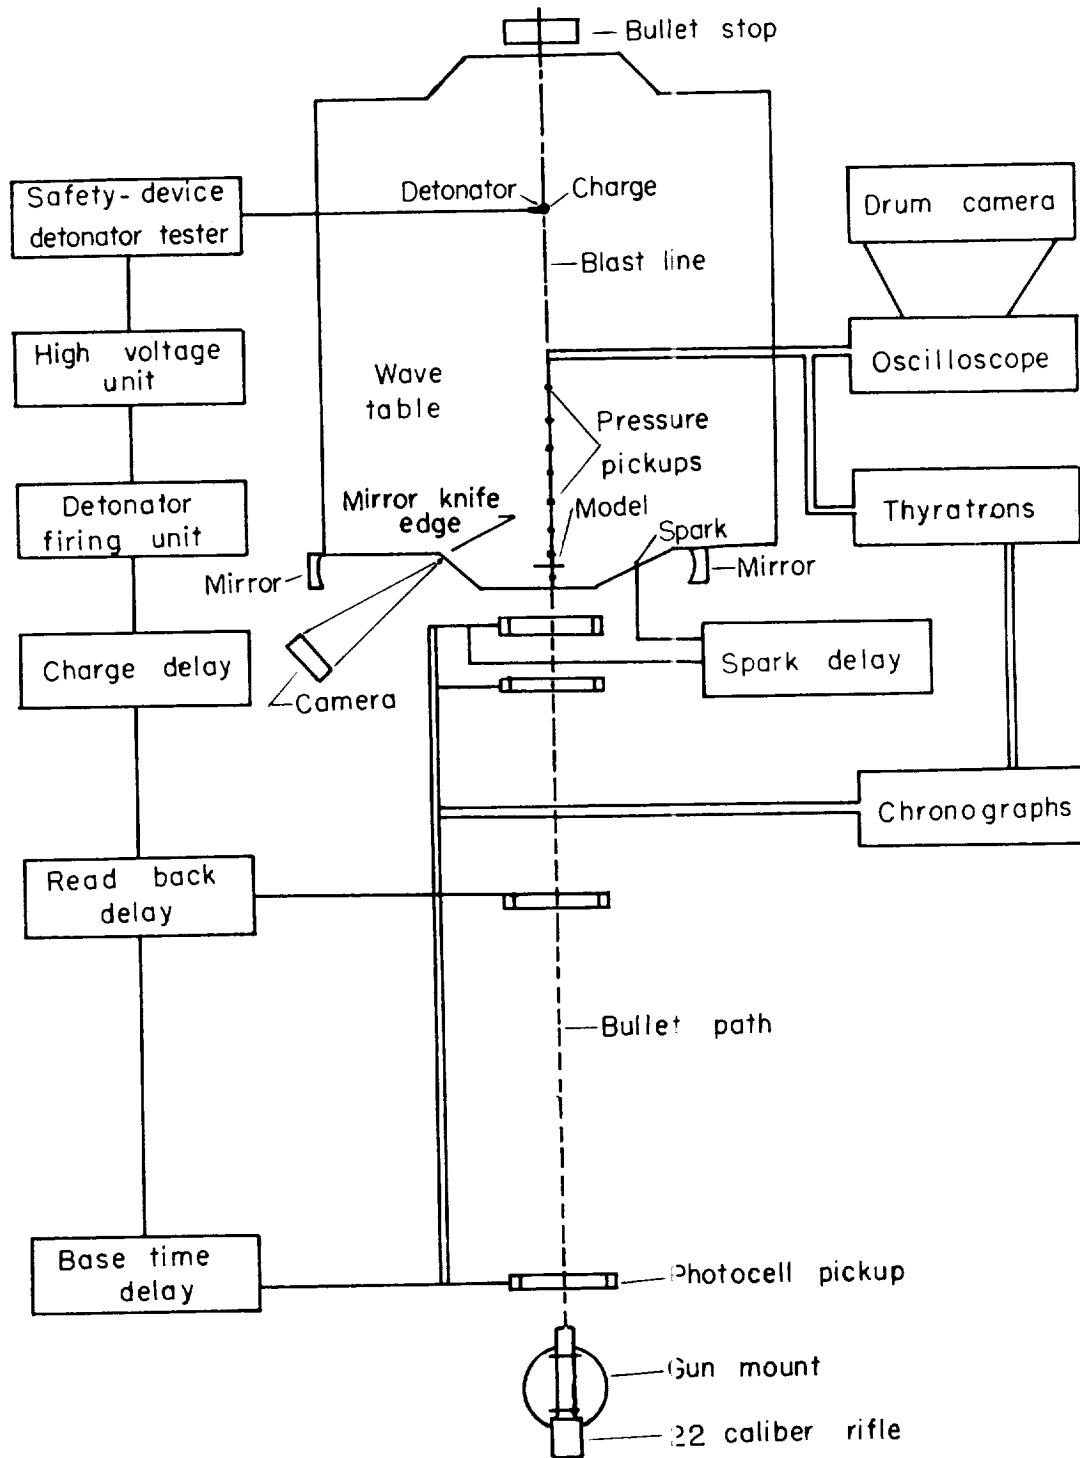 Bullet stop
Safety-device
detonator tester
Detonator
Charge
Drum camera
Blast line
High voltage
unit
Oscilloscope
Wave
table
Pressure
pickups
Mirror knife
edge
Model
Detonator
firing unit
Spark
Thyratrons
Mirror
Mirror
Charge delay
Camera
Spark delay
Chronographs
Read back
delay
Bullet path
Base time
delay
Photocell pickup
Gun mount
22 caliber rifle